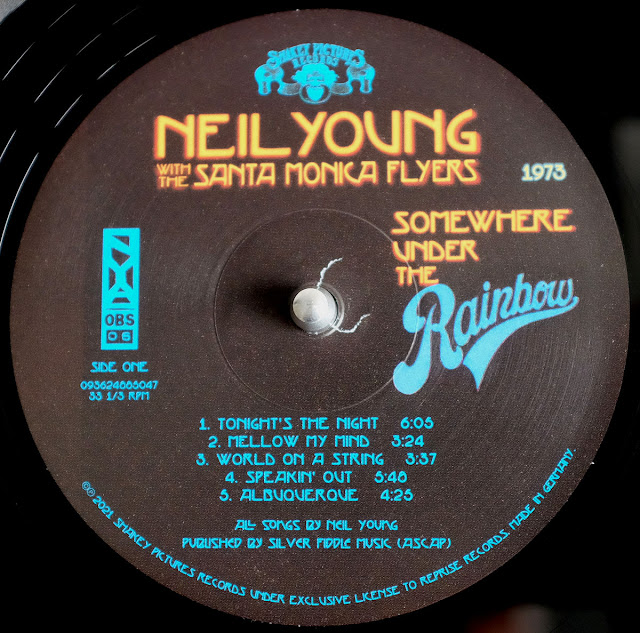 SHAKEY PICTURES
RECORDS
NEIL YOUNG
WITH THE SANTA MONICA FLYERS
1973
SOMEWHERE
UNDER
THE
Rainbow
NYA
OBS
06
SIDE ONE
093624885047
33 1/3 RPM
1. TONIGHT'S THE NIGHT 6:05
2. MELLOW MY MIND 3:24
3. WORLD ON A STRING 3:37
4. SPEAKIN' OUT 5:48
5. ALBUQUERQUE 4:25
ALL SONGS BY NEIL YOUNG
PUBLISHED BY SILVER FIDDLE MUSIC (ASCAP)
©℗ 2021 SHAKEY PICTURES RECORDS UNDER EXCLUSIVE LICENSE TO REPRISE RECORDS. MADE IN GERMANY.